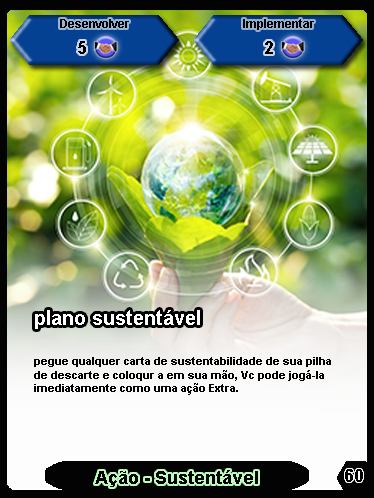 Desenvolver
5
Implementar
2
plano sustentável
pegue qualquer carta de sustentabilidade de sua pilha
de descarte e coloqur a em sua mão, Vc pode jogá-la
imediatamente como uma ação Extra.
Ação - Sustentável
60